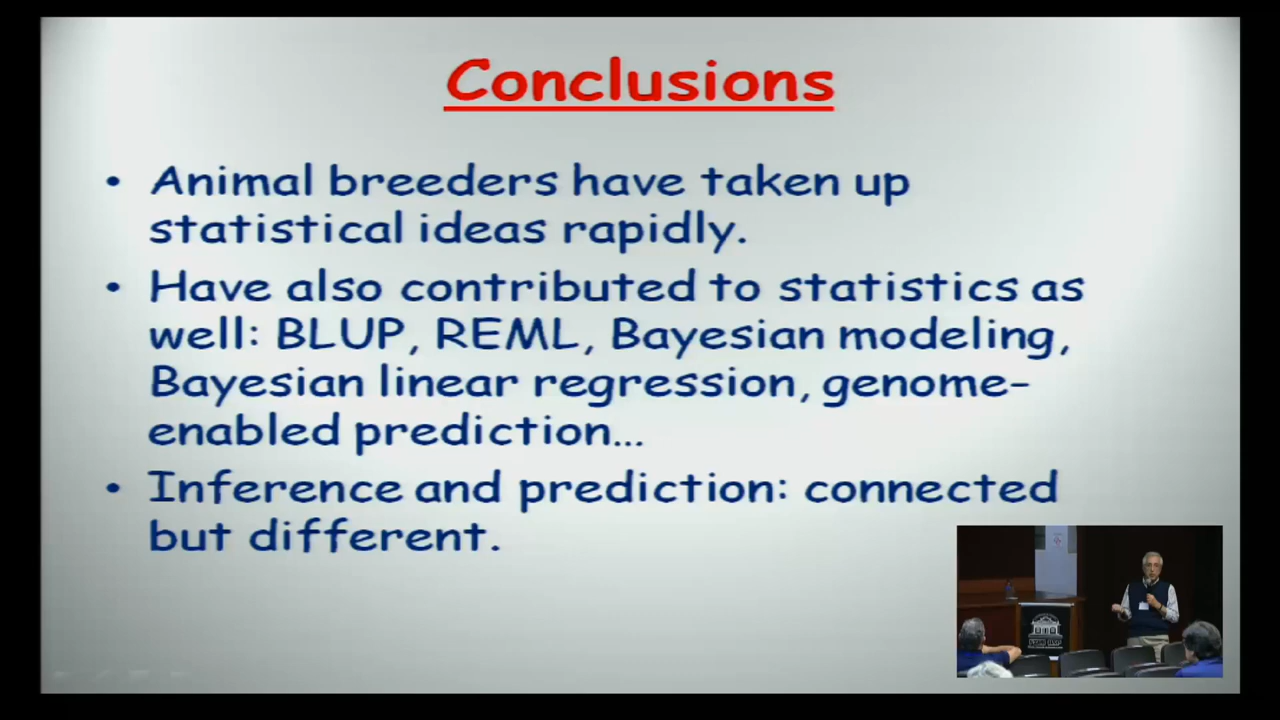 Conclusions
• Animal breeders have taken up
statistical ideas rapidly.
• Have also contributed to statistics as
well: BLUP, REML, Bayesian modeling,
Bayesian linear regression, genome-
enabled prediction...
• Inference and prediction: connected
but different.